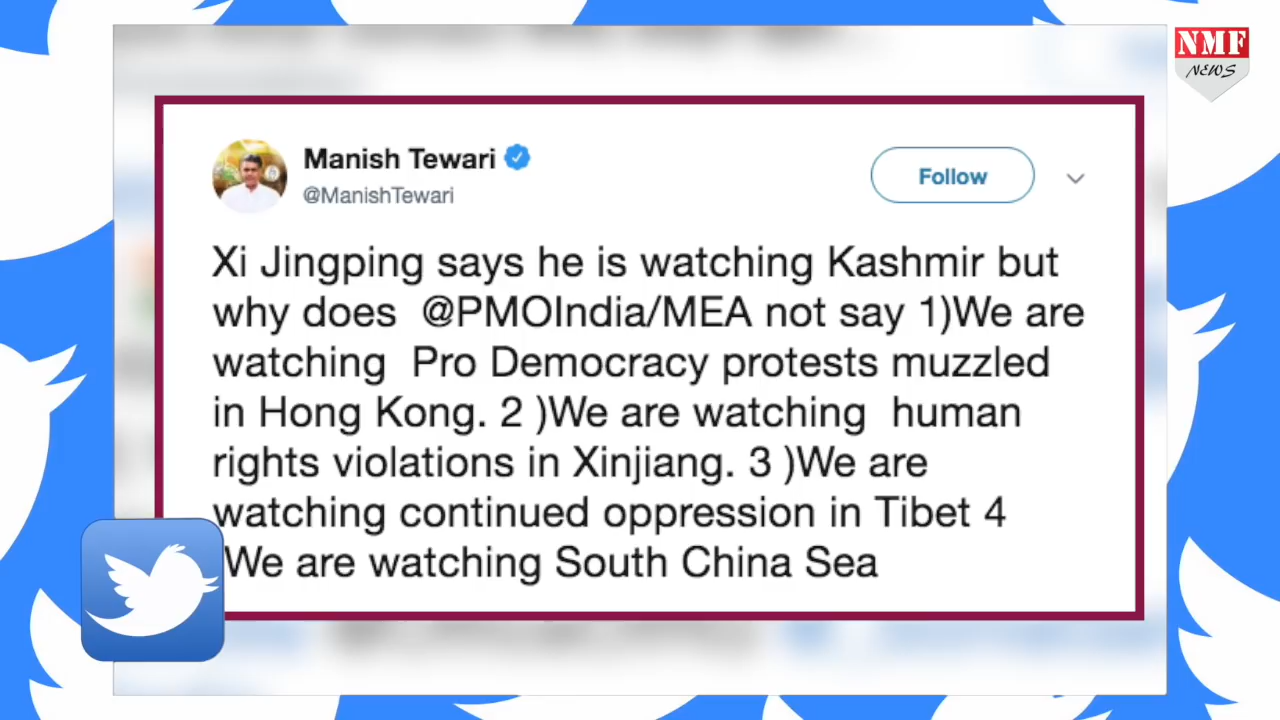 NMF
NEWS
Manish Tewari
@ManishTewari
Follow
Xi Jingping says he is watching Kashmir but
why does @PMOIndia/MEA not say 1)We are
watching Pro Democracy protests muzzled
in Hong Kong. 2 )We are watching human
rights violations in Xinjiang. 3 )We are
watching continued oppression in Tibet 4
We are watching South China Sea